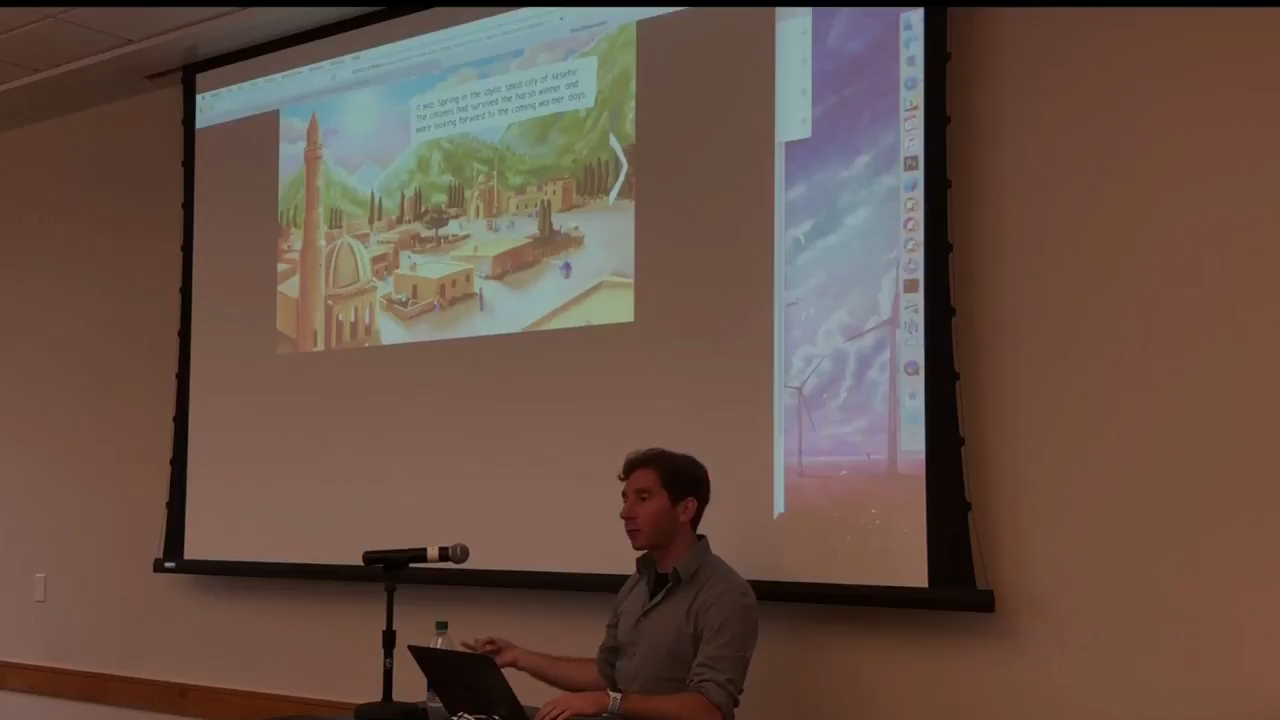 It was Spring in the idyllic small city of Akşehir.
The citizens had survived the harsh winter and
were looking forward to the coming warmer days.